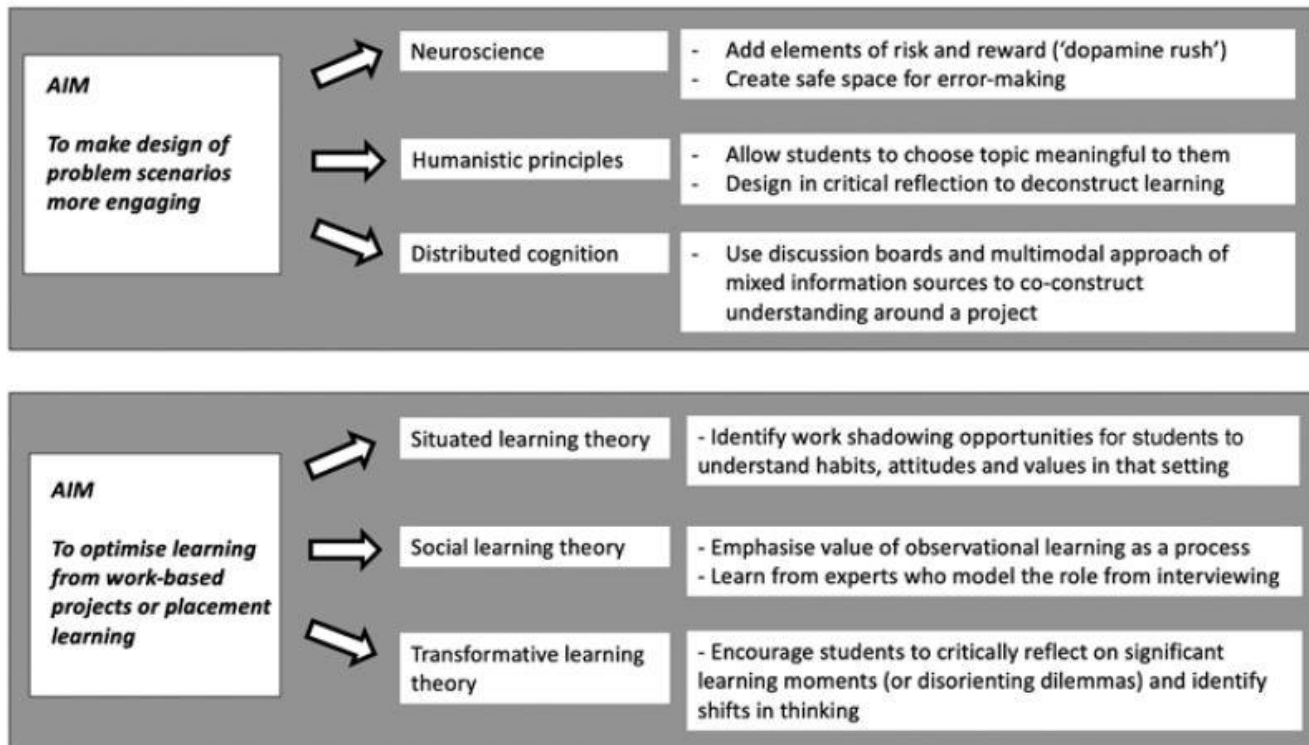 AIM
To make design of
problem scenarios
more engaging
Neuroscience
- Add elements of risk and reward (‘dopamine rush’)
- Create safe space for error-making
Humanistic principles
- Allow students to choose topic meaningful to them
- Design in critical reflection to deconstruct learning
Distributed cognition
- Use discussion boards and multimodal approach of
mixed information sources to co-construct
understanding around a project
AIM
To optimise learning
from work-based
projects or placement
learning
Situated learning theory
- Identify work shadowing opportunities for students to
understand habits, attitudes and values in that setting
Social learning theory
- Emphasise value of observational learning as a process
- Learn from experts who model the role from interviewing
Transformative learning
theory
- Encourage students to critically reflect on significant
learning moments (or disorienting dilemmas) and identify
shifts in thinking